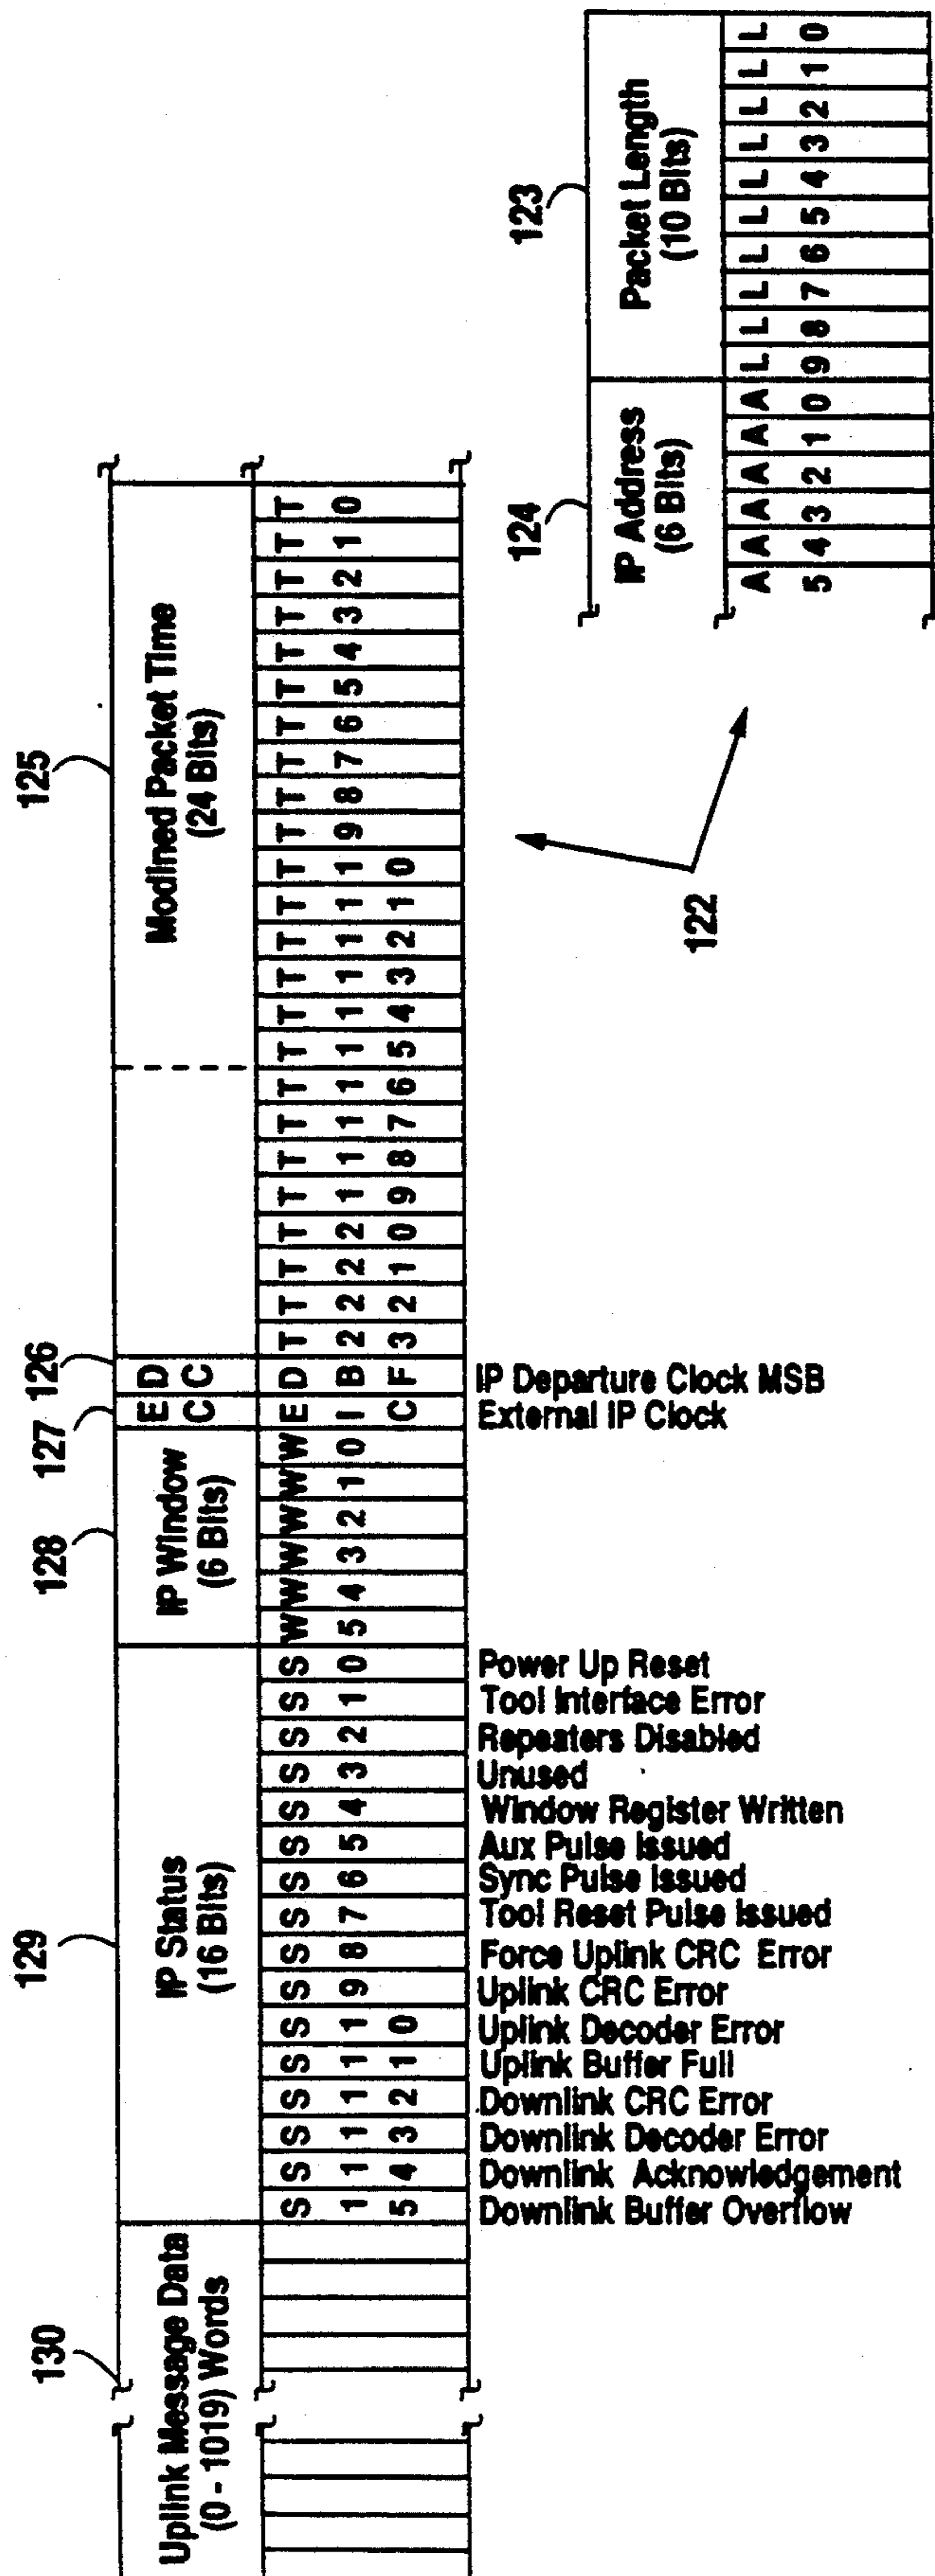 130 129 128 127 126 125
Uplink Message Data
(0 - 1019) Words
IP Status
(16 Bits)
IP Window
(6 Bits)
E
C
D
C
Modined Packet Time
(24 Bits)
S S S S S S S S S S S S S S S S W W W W W W E D T T T T T T T T T T T T T T T T T T T T T T T T
1 1 1 1 1 1 9 8 7 6 5 4 3 2 1 0 5 4 3 2 1 0 I B 2 2 2 2 1 1 1 1 1 1 1 1 1 1 9 8 7 6 5 4 3 2 1 0
5 4 3 2 1 0 C F 3 2 1 0 9 8 7 6 5 4 3 2 1 0
Downlink Buffer Overflow
Downlink Acknowledgement
Downlink Decoder Error
Downlink CRC Error
Uplink Buffer Full
Uplink Decoder Error
Uplink CRC Error
Force Uplink CRC Error
Tool Reset Pulse Issued
Sync Pulse Issued
Aux Pulse Issued
Window Register Written
Unused
Repeaters Disabled
Tool Interface Error
Power Up Reset
External IP Clock
IP Departure Clock MSB
122
124 123
IP Address
(6 Bits)
Packet Length
(10 Bits)
A A A A A A L L L L L L L L L L
5 4 3 2 1 0 9 8 7 6 5 4 3 2 1 0